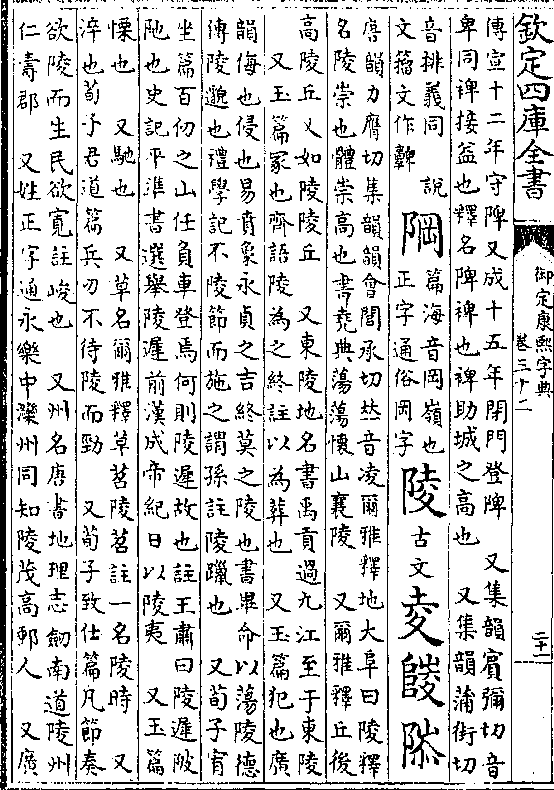 欽定四庫全書
御定康熙字典
卷三十二
二十一
傳宣十二年守陴又成十五年閉門登陴　又集韻賓彌切音
卑同裨接益也釋名陴裨也裨助城之高也　又集韻蒲街切
音排義同　說
文籀文作𩫫
𨺬
篇海音岡嶺也
正字通俗岡字
陵
古文
夌
𨻫
唐韻力膺切集韻韻會閭承切𠀤音凌爾雅釋地大阜曰陵釋
名陵崇也體崇高也書堯典蕩蕩懷山襄陵　又爾雅釋丘後
高陵丘又如陵陵丘　又東陵地名書禹貢過九江至于東陵
又玉篇冢也齊語陵為之終註以為葬也　又玉篇犯也廣
韻侮也侵也易賁象永貞之吉終莫之陵也書畢命以蕩陵德
傳陵邈也禮學記不陵節而施之謂孫註陵躐也　又荀子宥
坐篇百仞之山任負車登焉何則陵遲故也註王肅曰陵遲陂
阤也史記平準書選舉陵遲前漢成帝紀日以陵夷　又玉篇
慄也　又馳也　又草名爾雅釋草苕陵苕註一名陵時　又
淬也荀子君道篇兵刃不待陵而勁　又荀子致仕篇凡節奏
欲陵而生民欲寬註峻也　又州名唐書地理志劒南道陵州
仁壽郡　又姓正字通永樂中灤州同知陵茂高郵人　又廣